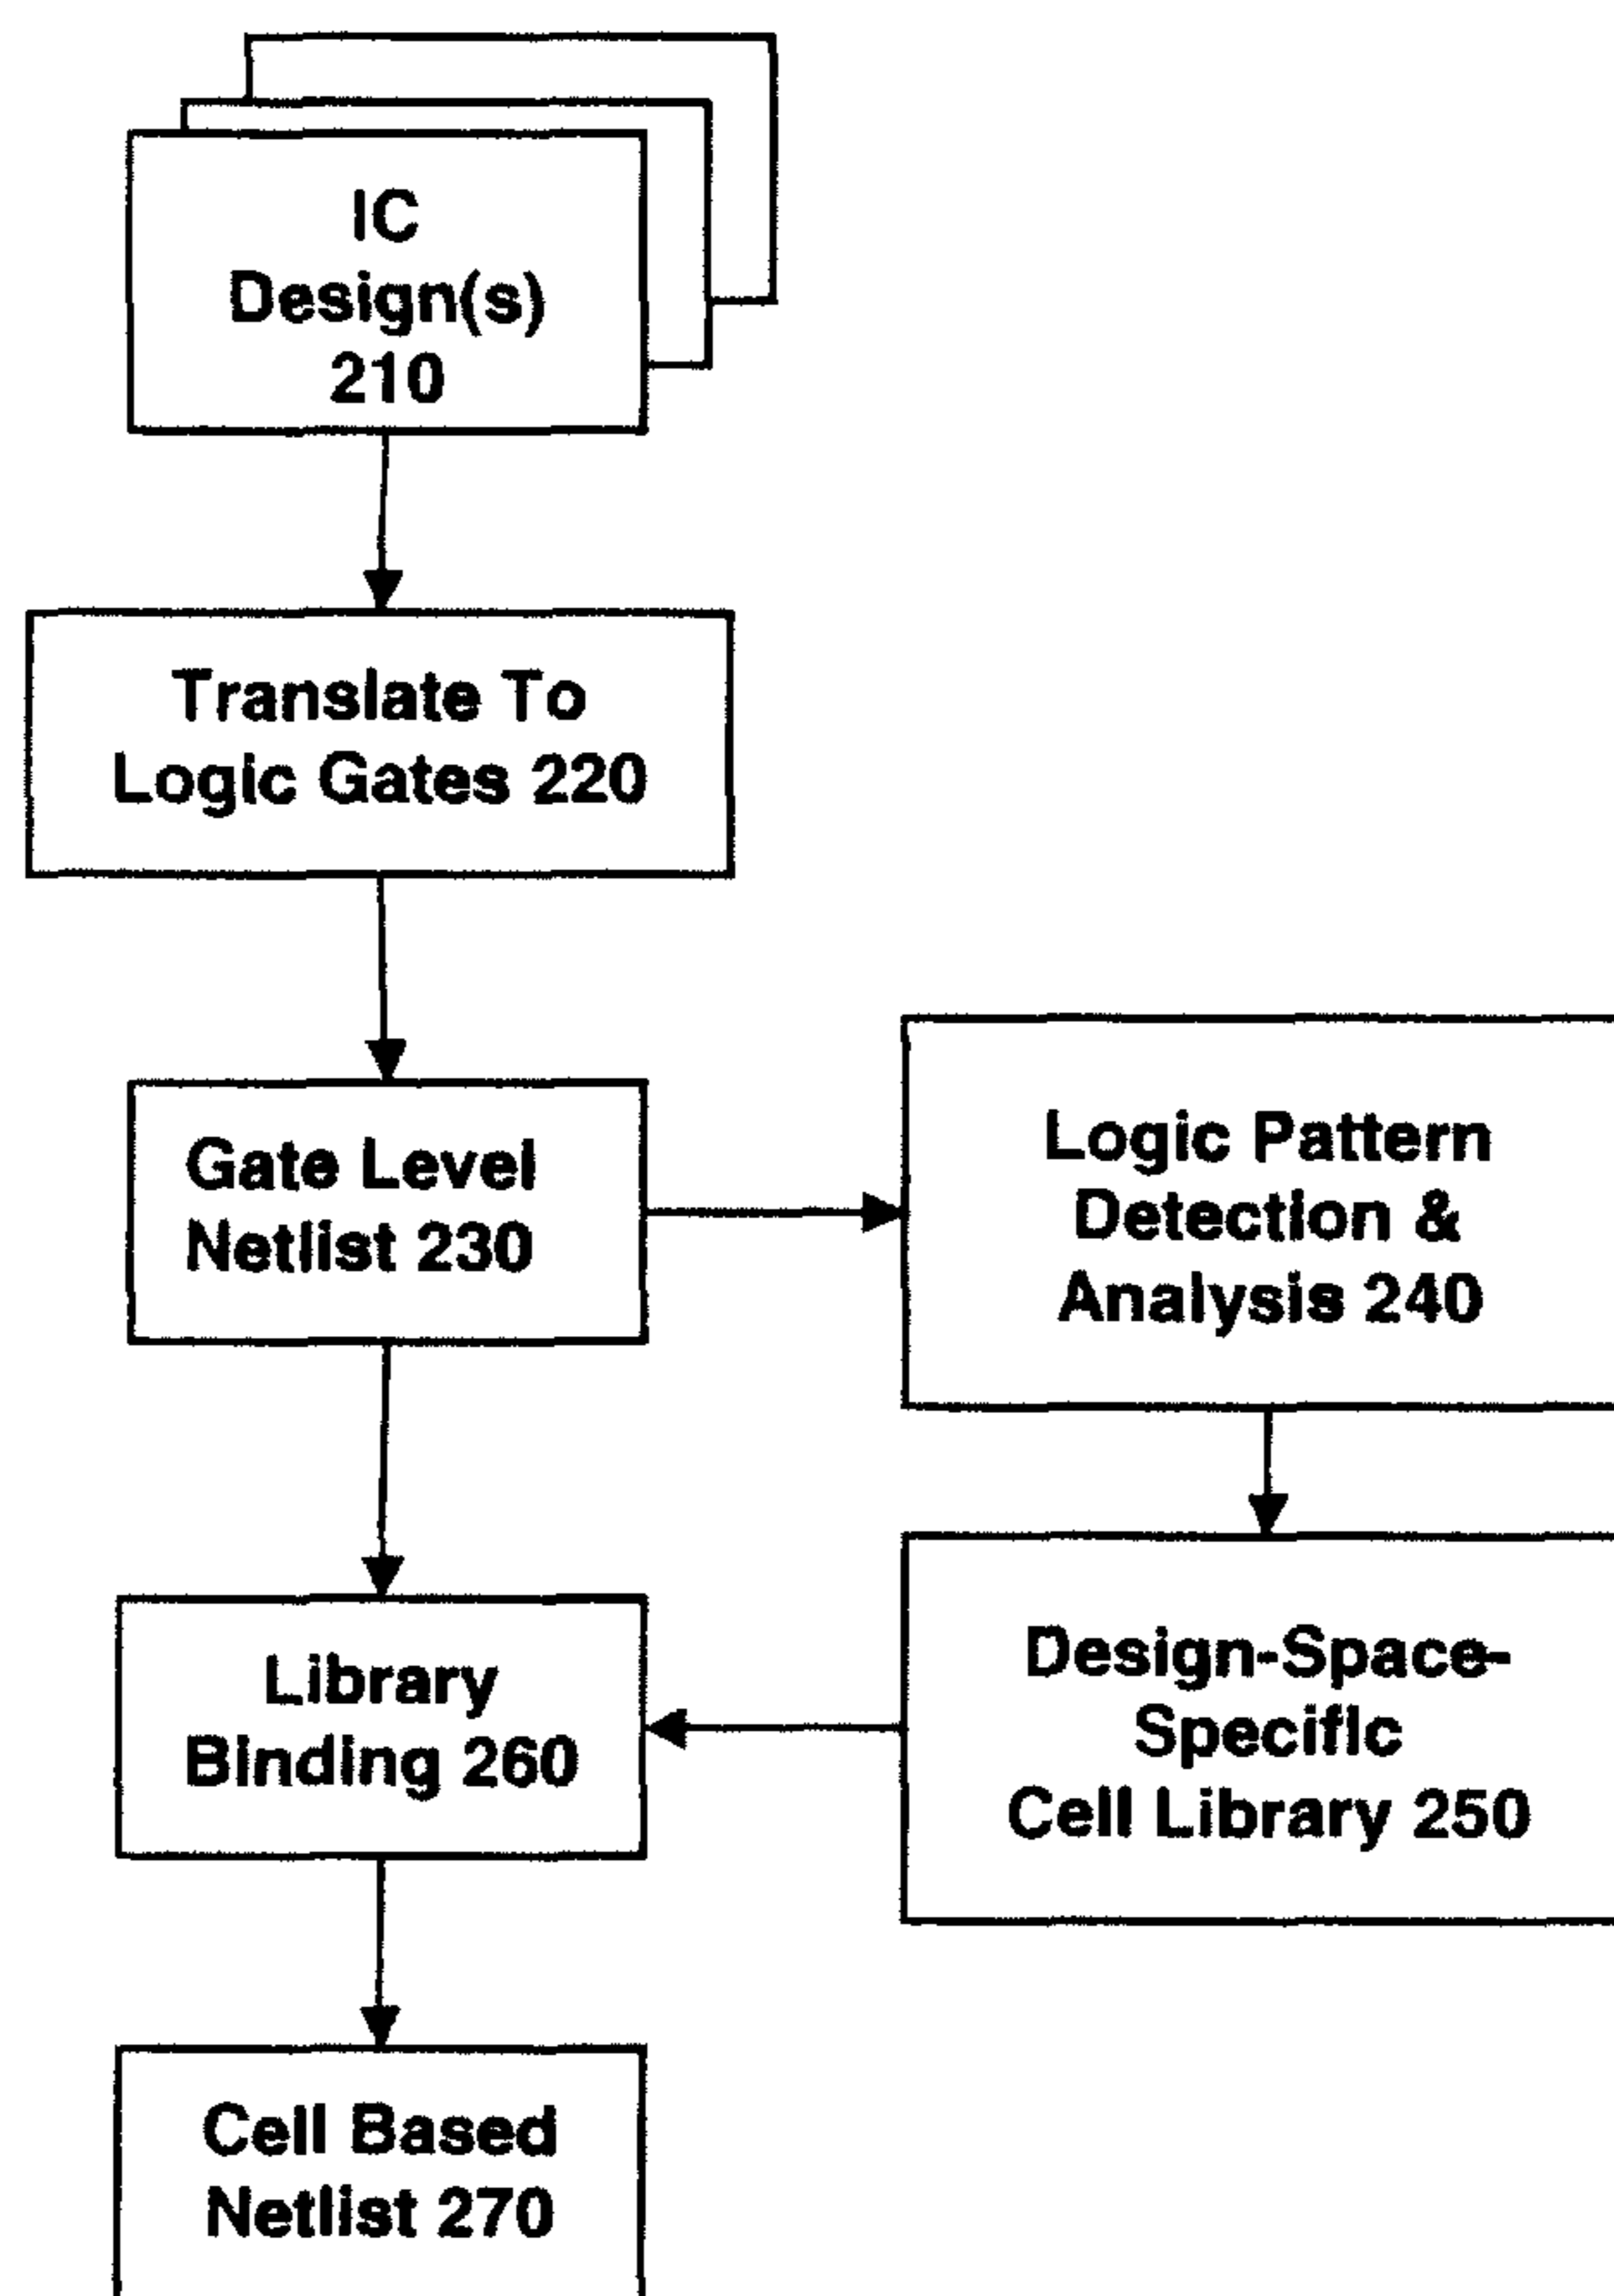 IC
Design(s)
210
Translate To
Logic Gates 220
Gate Level
Netlist 230
Logic Pattern
Detection &
Analysis 240
Library
Binding 260
Design-Space-
Specific
Cell Library 250
Cell Based
Netlist 270